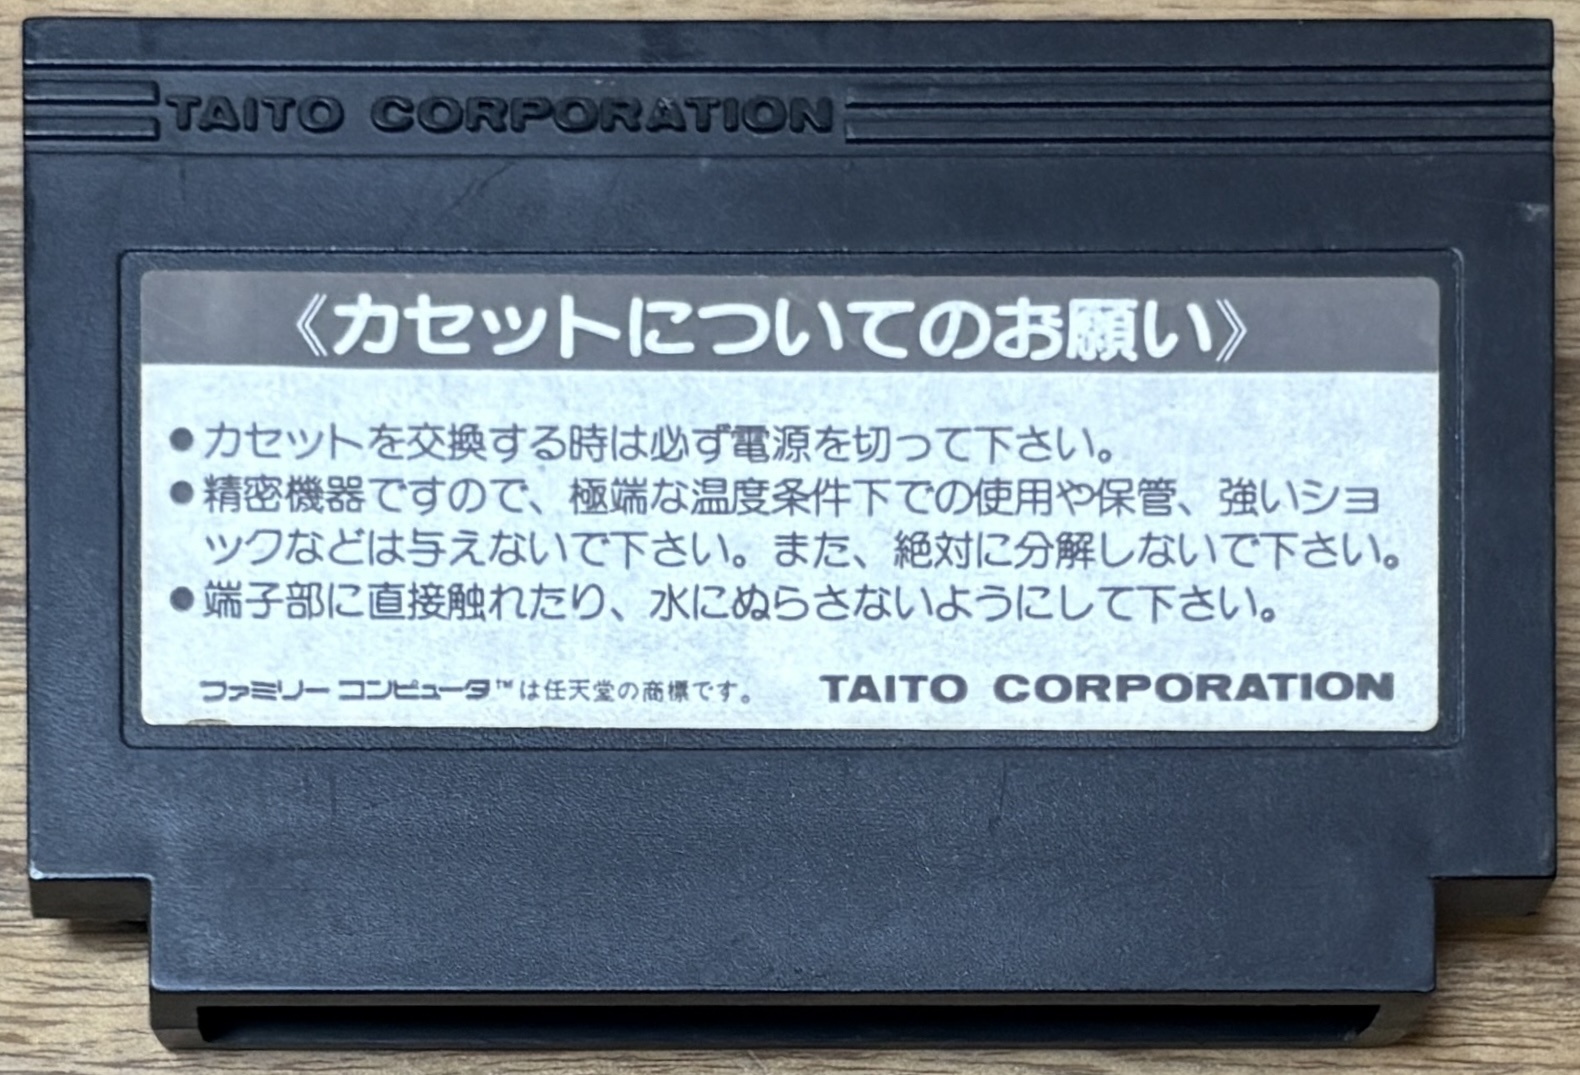 TAITO CORPORATION
《カセットについてのお願い》
●カセットを交換する時は必ず電源を切って下さい。
●精密機器ですので、極端な温度条件下での使用や保管、強いショ
ックなどは与えないで下さい。また、絶対に分解しないで下さい。
●端子部に直接触れたり、水にぬらさないようにして下さい。
ファミリーコンピュータ™は任天堂の商標です。 TAITO CORPORATION